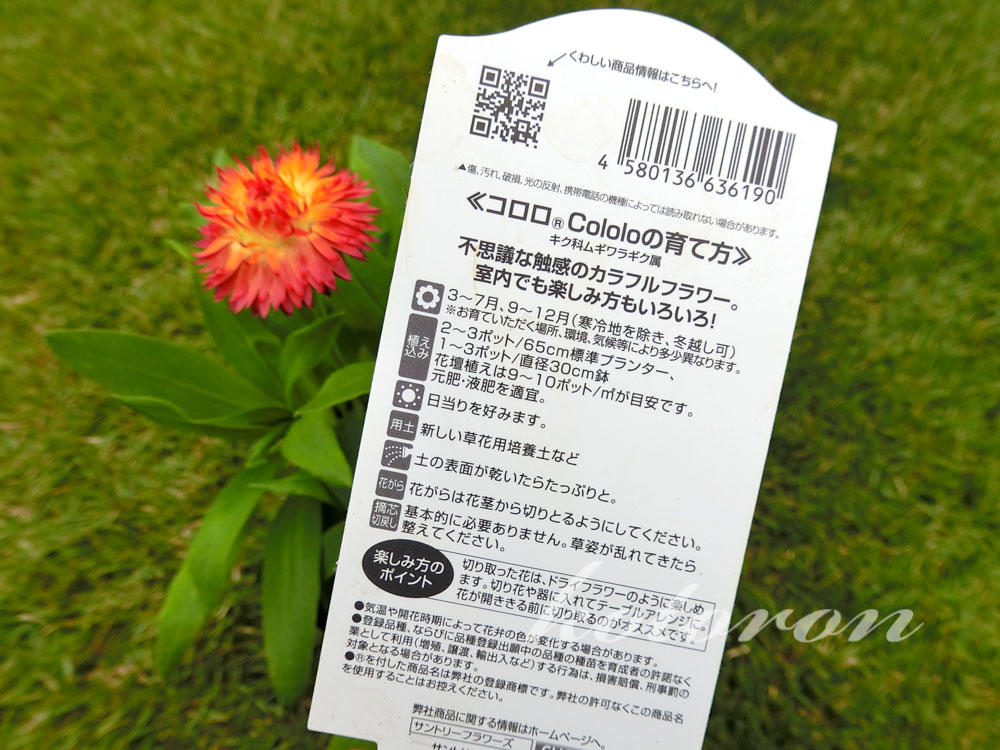 くわしい商品情報はこちらへ!
4 580136 636190
▲傷、汚れ、破損、光の反射、携帯電話の機種によっては読み取れない場合があります。
≪コロロ® Cololoの育て方≫
キク科ムギワラギク属
不思議な触感のカラフルフラワー。
室内でも楽しみ方もいろいろ!
3〜7月、9〜12月(寒冷地を除き、冬越し可)
※お育ていただく場所、環境、気候等により多少異なります。
植えみ込
2〜3ポット/65cm標準プランター、
1〜3ポット/直径30cm鉢
花壇植えは9〜10ポット/㎡が目安です。
元肥・液肥を適宜。
日当りを好みます。
用土 新しい草花用培養土など
土の表面が乾いたらたっぷりと。
花がら 花がらは花茎から切りとるようにしてください。
摘芯 切戻し 基本的に必要ありません。草姿が乱れてきたら
整えてください。
楽しみ方の
ポイント
切り取った花は、ドライフラワーのように楽しめ
ます。切り花や器に入れてテーブルアレンジに。
花が開ききる前に切り取るのがオススメです。
●気温や開花時期によって花弁の色が変化する場合があります。
●登録品種、ならびに品種登録出願中の品種の種苗を育成者の許諾なく
業として利用(増殖、譲渡、輸出入など)する行為は、損害賠償、刑事罰の
対象となる場合があります。
●®を付した商品名は弊社の登録商標です。弊社の許可なくこの商品名
を使用することはお控えください。
弊社商品に関する情報はホームページへ。
サントリーフラワーズ